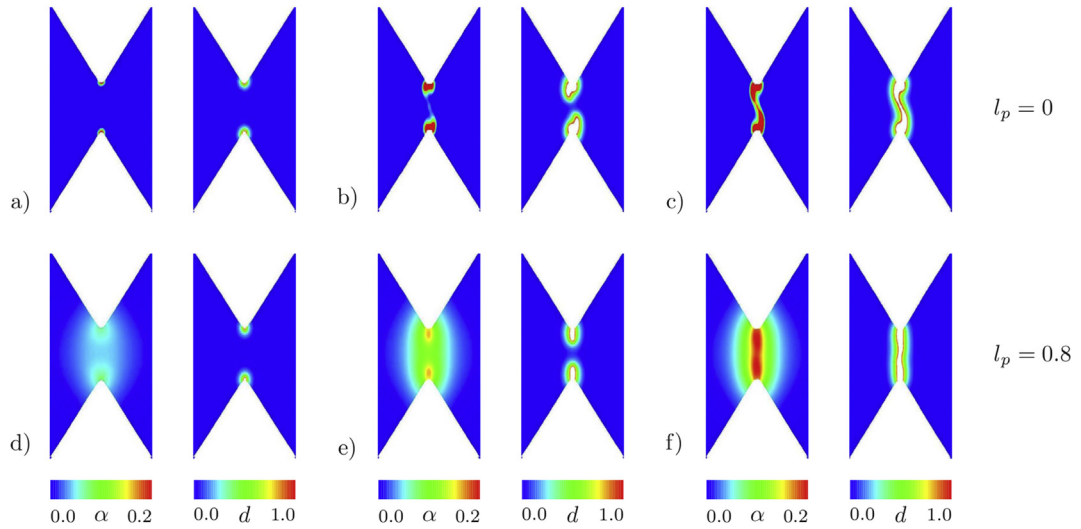 a) b) c) l_p = 0
d) e) f) l_p = 0.8
0.0 α 0.2 0.0 d 1.0 0.0 α 0.2 0.0 d 1.0 0.0 α 0.2 0.0 d 1.0